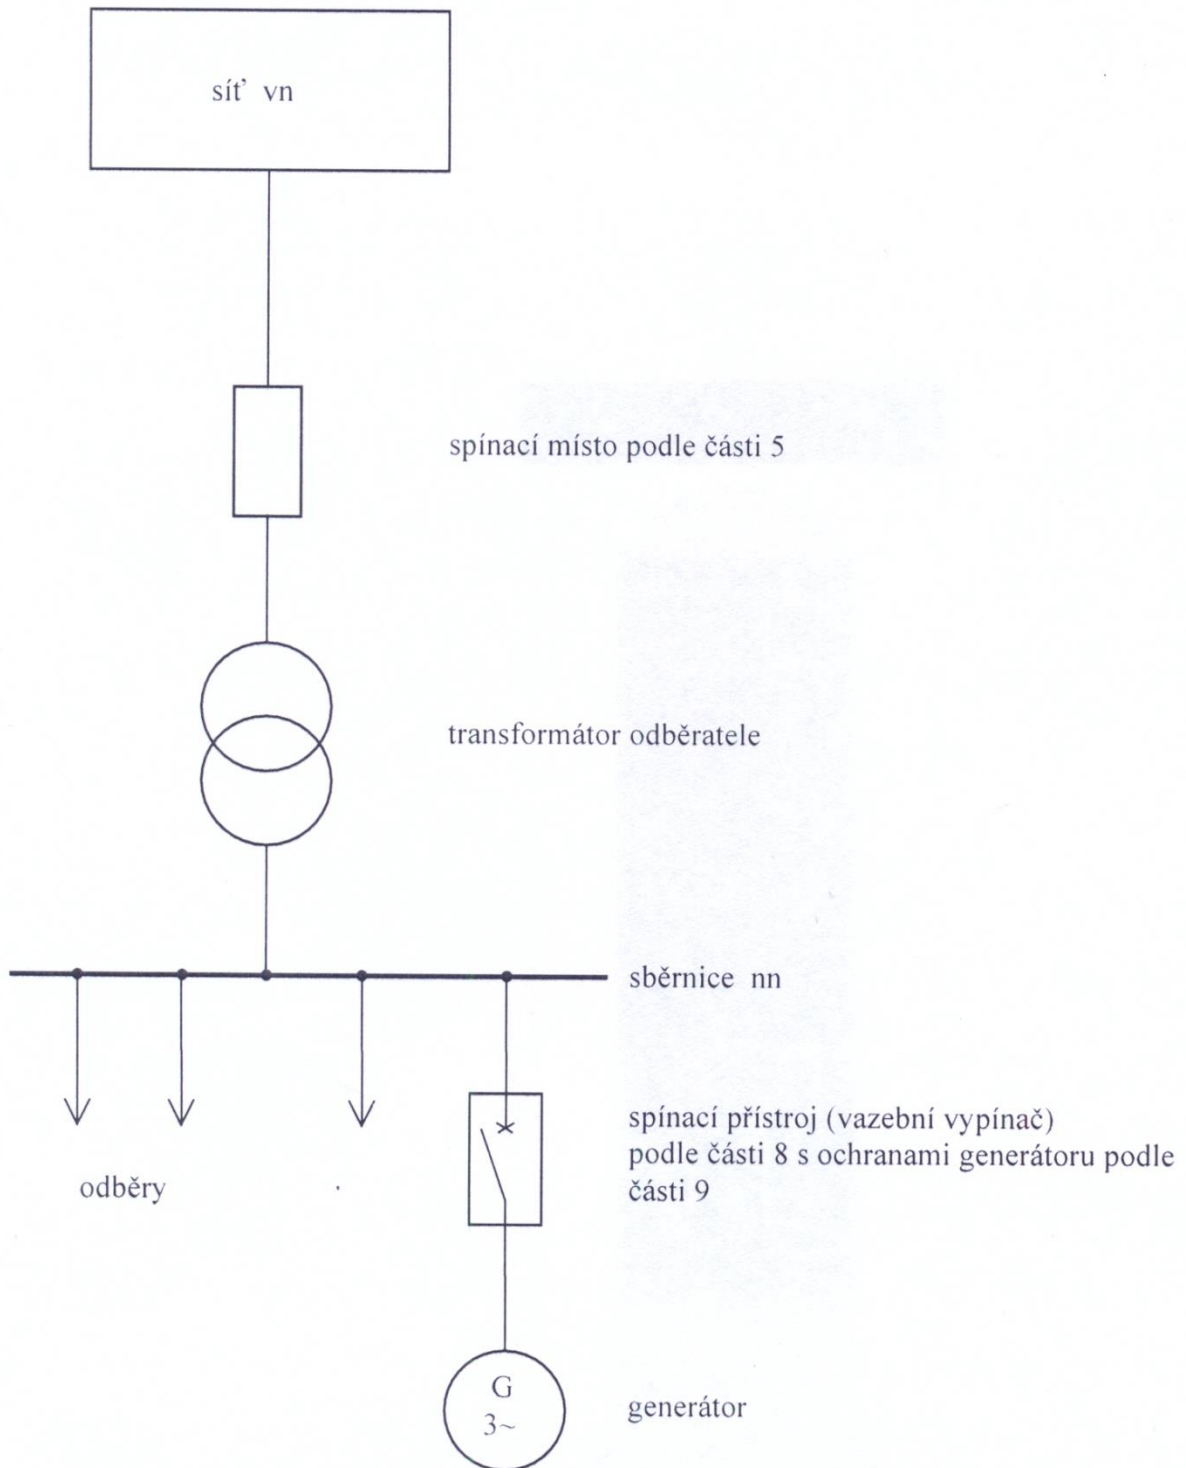 síť vn
spínací místo podle části 5
transformátor odběratele
sběrnice nn
spínací přístroj (vazební vypínač)
podle části 8 s ochranami generátoru podle
části 9
odběry
G
3~
generátor